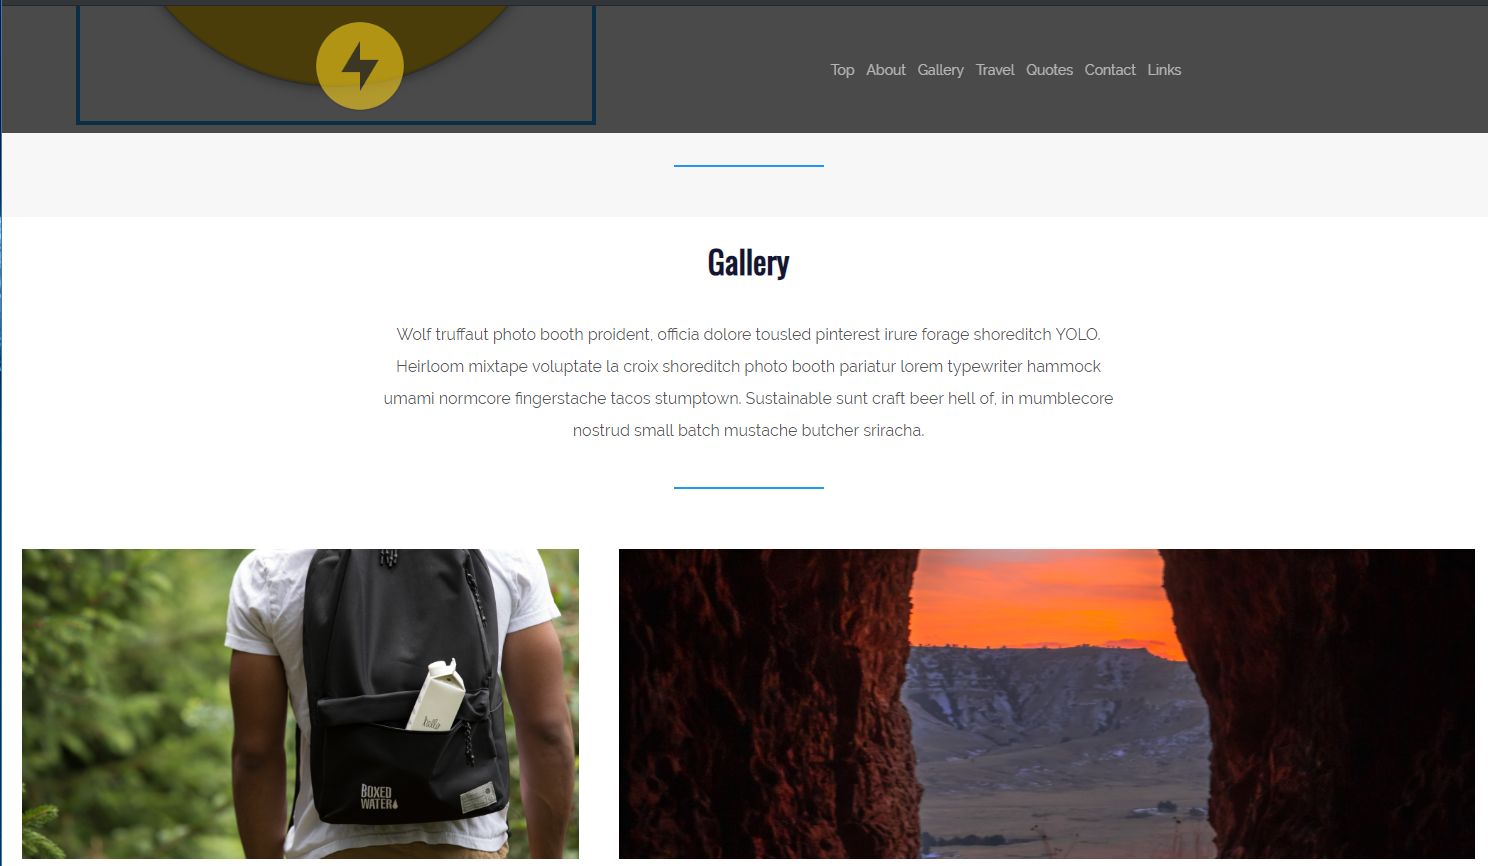 Top About Gallery Travel Quotes Contact Links
Gallery
Wolf truffaut photo booth proident, officia dolore tousled pinterest irure forage shoreditch YOLO.
Heirloom mixtape voluptate la croix shoreditch photo booth pariatur lorem typewriter hammock
umami normcore fingerstache tacos stumptown. Sustainable sunt craft beer hell of, in mumblecore
nostrud small batch mustache butcher sriracha.
BOXED
WATER